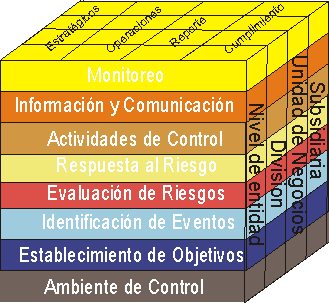 Estratégicos
Operaciones
Reporte
Cumplimiento
Monitoreo
Información y Comunicación
Actividades de Control
Respuesta al Riesgo
Evaluación de Riesgos
Identificación de Eventos
Establecimiento de Objetivos
Ambiente de Control
Nivel de entidad
Division
Unidad de Negocios
Subsidiaria